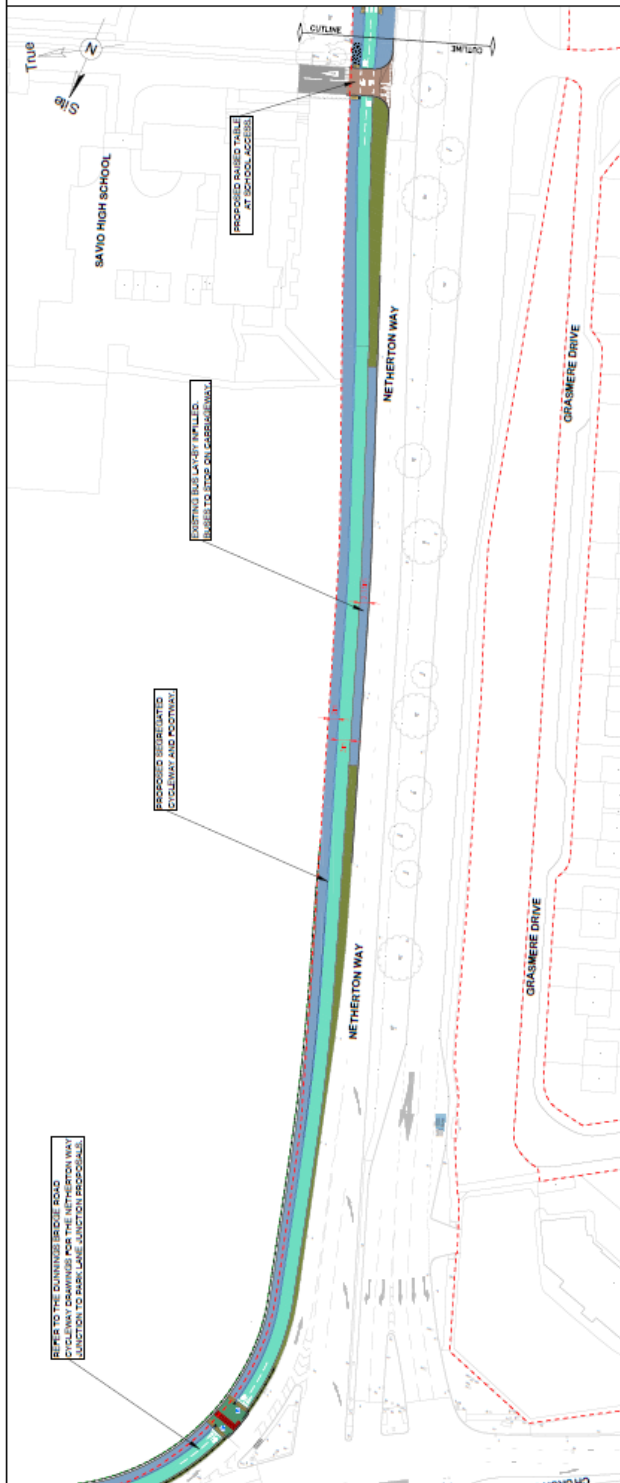 CUTLINE
CUTLINE
True
N
Site
SAVIO HIGH SCHOOL
PROPOSED RAISED TABLE
AT SCHOOL ACCESS.
NETHERTON WAY
GRASMERE DRIVE
EXISTING BUS LAY-BY INFILLED.
BUSES TO STOP ON CARRIAGEWAY.
PROPOSED SEGREGATED
CYCLEWAY AND FOOTWAY.
NETHERTON WAY
GRASMERE DRIVE
REFER TO THE DUNNINGS BRIDGE ROAD
CYCLEWAY DRAWINGS FOR THE NETHERTON WAY
JUNCTION TO PARK LANE JUNCTION PROPOSALS.